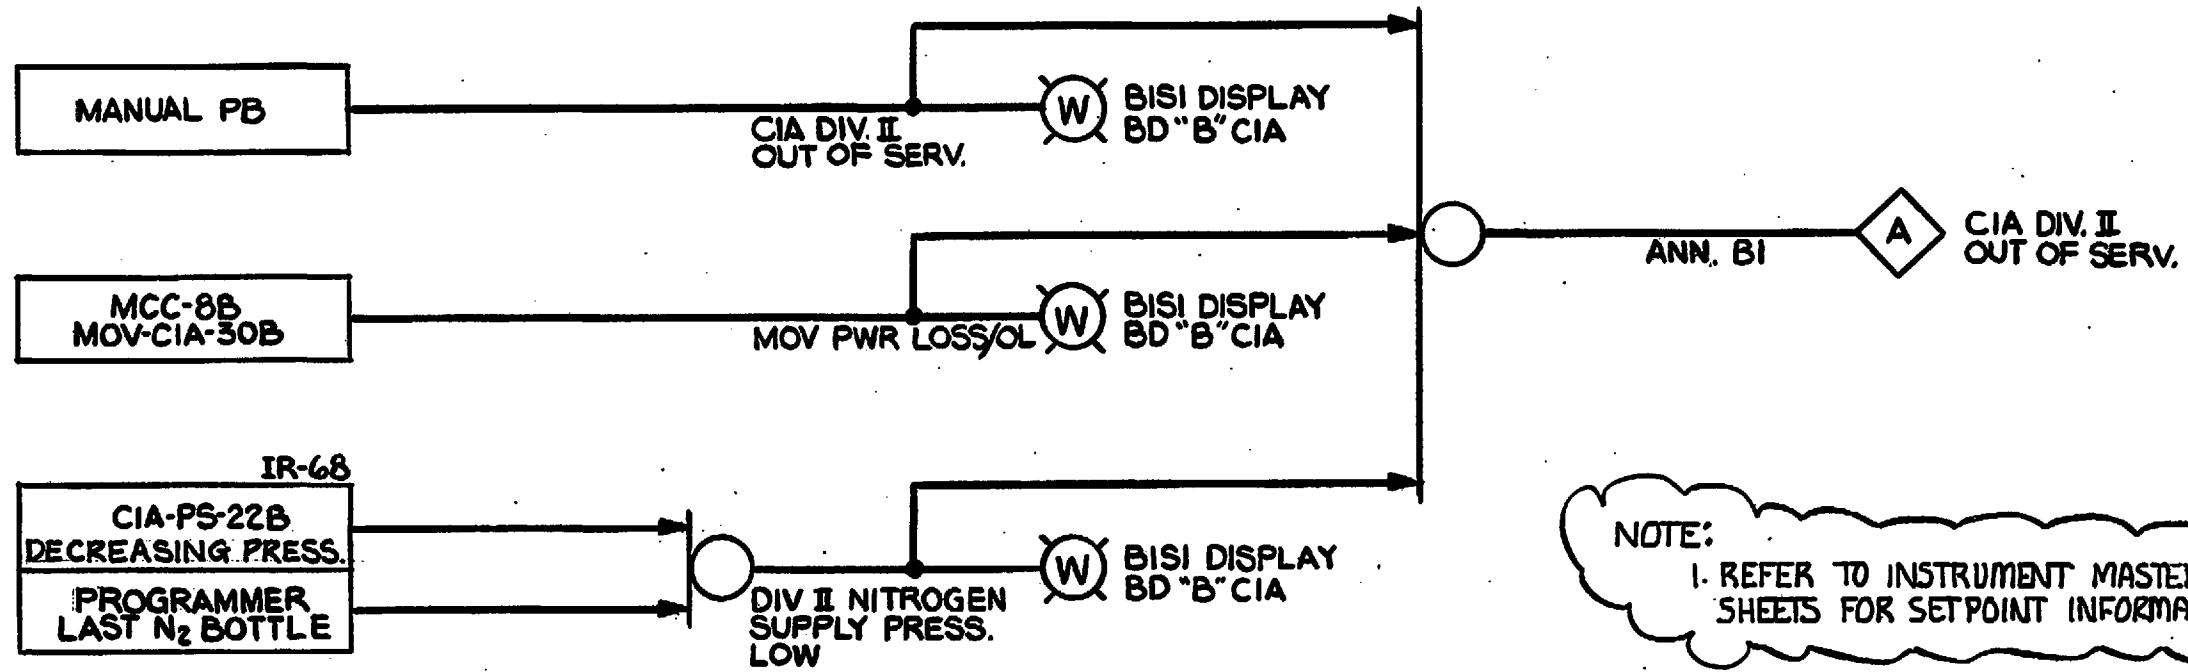 MANUAL PB
CIA DIV. II
OUT OF SERV.
W
BISI DISPLAY
BD "B" CIA
MCC-8B
MOV-CIA-30B
MOV PWR LOSS/OL
W
BISI DISPLAY
BD "B" CIA
ANN. B1
A
CIA DIV. II
OUT OF SERV.
IR-68
CIA-PS-22B
DECREASING PRESS.
PROGRAMMER
LAST N2 BOTTLE
DIV II NITROGEN
SUPPLY PRESS.
LOW
W
BISI DISPLAY
BD "B" CIA
NOTE:
1. REFER TO INSTRUMENT MASTER
SHEETS FOR SETPOINT